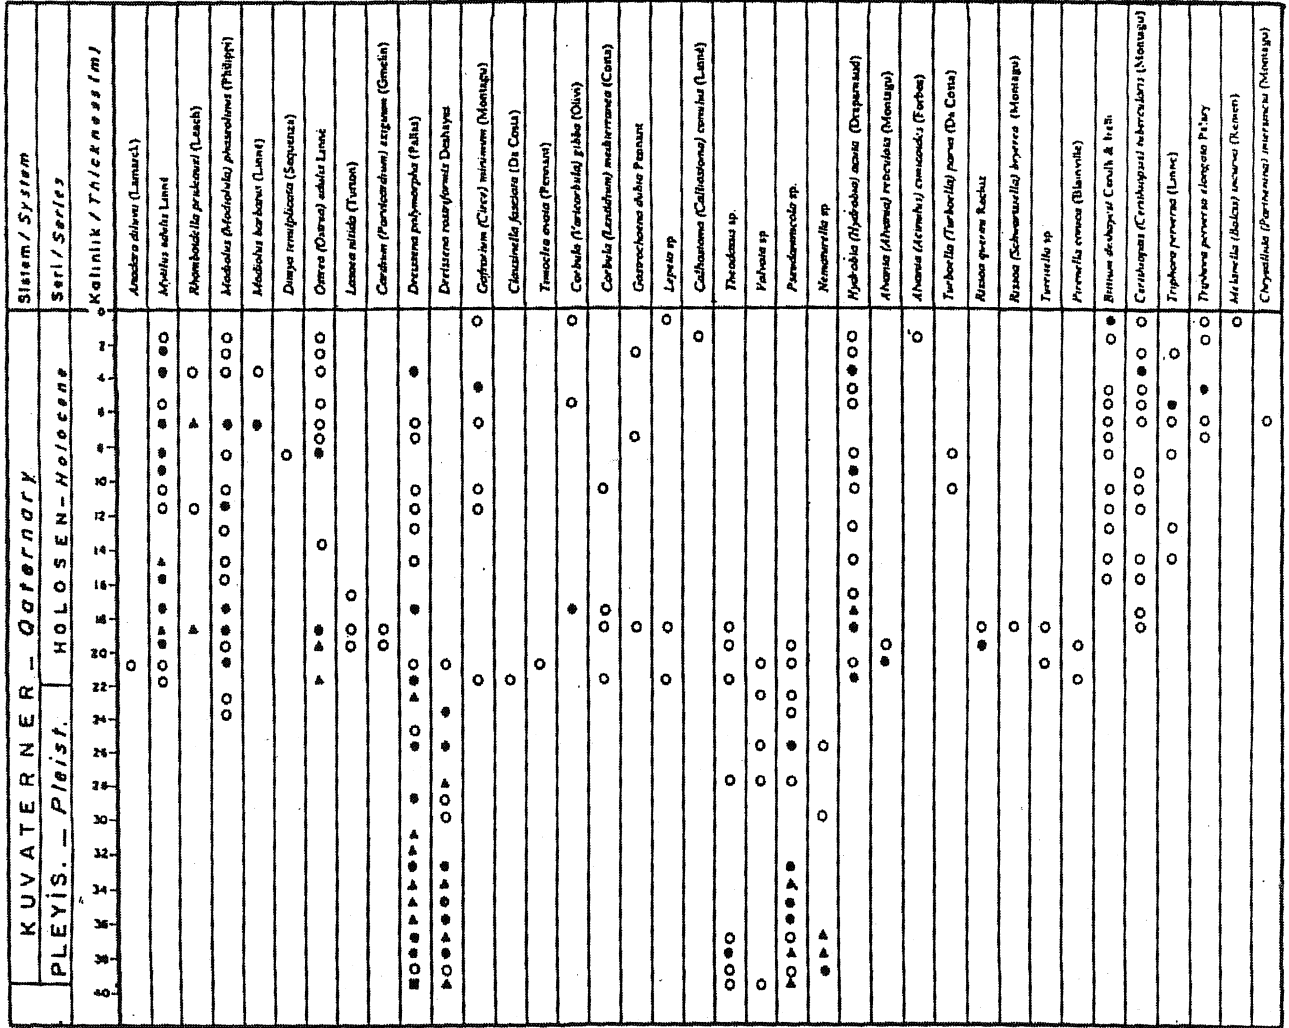 Sistem / System
Seri / Series
Kalınlık / Thickness (m)
Anadara diluvii (Lamarck)
Mytilus edulis Linné
Rhomboidella prideauxi (Leach)
Modiolus (Modiolula) phaseolinus (Philippi)
Modiolus barbatus (Linné)
Dimya tenuiplicata (Seguenza)
Ostrea (Ostrea) edulis Linné
Lasaea nitida (Turton)
Cardium (Parvicardium) exiguum (Gmelin)
Dreissena polymorpha (Pallas)
Dreissena rostriformis Deshayes
Gafrarium (Circe) minimum (Montagu)
Clausinella fasciata (Da Costa)
Timoclea ovata (Pennant)
Corbula (Varicorbula) gibba (Olivi)
Corbula (Lentidium) mediterranea (Costa)
Gastrochaena dubia Pennant
Lepeta sp
Calliostoma (Calliostoma) conulus (Linné)
Theodoxus sp.
Valvata sp
Pseudamnicola sp.
Nematurella sp
Hydrobia (Hydrobia) acuta (Draparnaud)
Alvania (Alvania) reticulata (Montagu)
Alvania (Acinulus) cimicoides (Forbes)
Turboella (Turboella) parva (Da Costa)
Rissoa
Rissoa (Schwartziella) bryerea (Montagu)
Turritella sp
Pirenella conica (Blainville)
Bittium deshayesi Cerulli & Irelli
Cerithiopsis (Cerithiopsis) tubercularis (Montagu)
Triphora perversa (Linné)
Triphora perversa elongata
Melanella (Balcis) incurva (Renieri)
Chrysallida (Parthenina) interstincta (Montagu)
KUVATERNER – Qaternary
HOLOSEN – Holocene
PLEYİS. – Pleist.
0
2
4
6
8
10
12
14
16
18
20
22
24
26
28
30
32
34
36
38
40